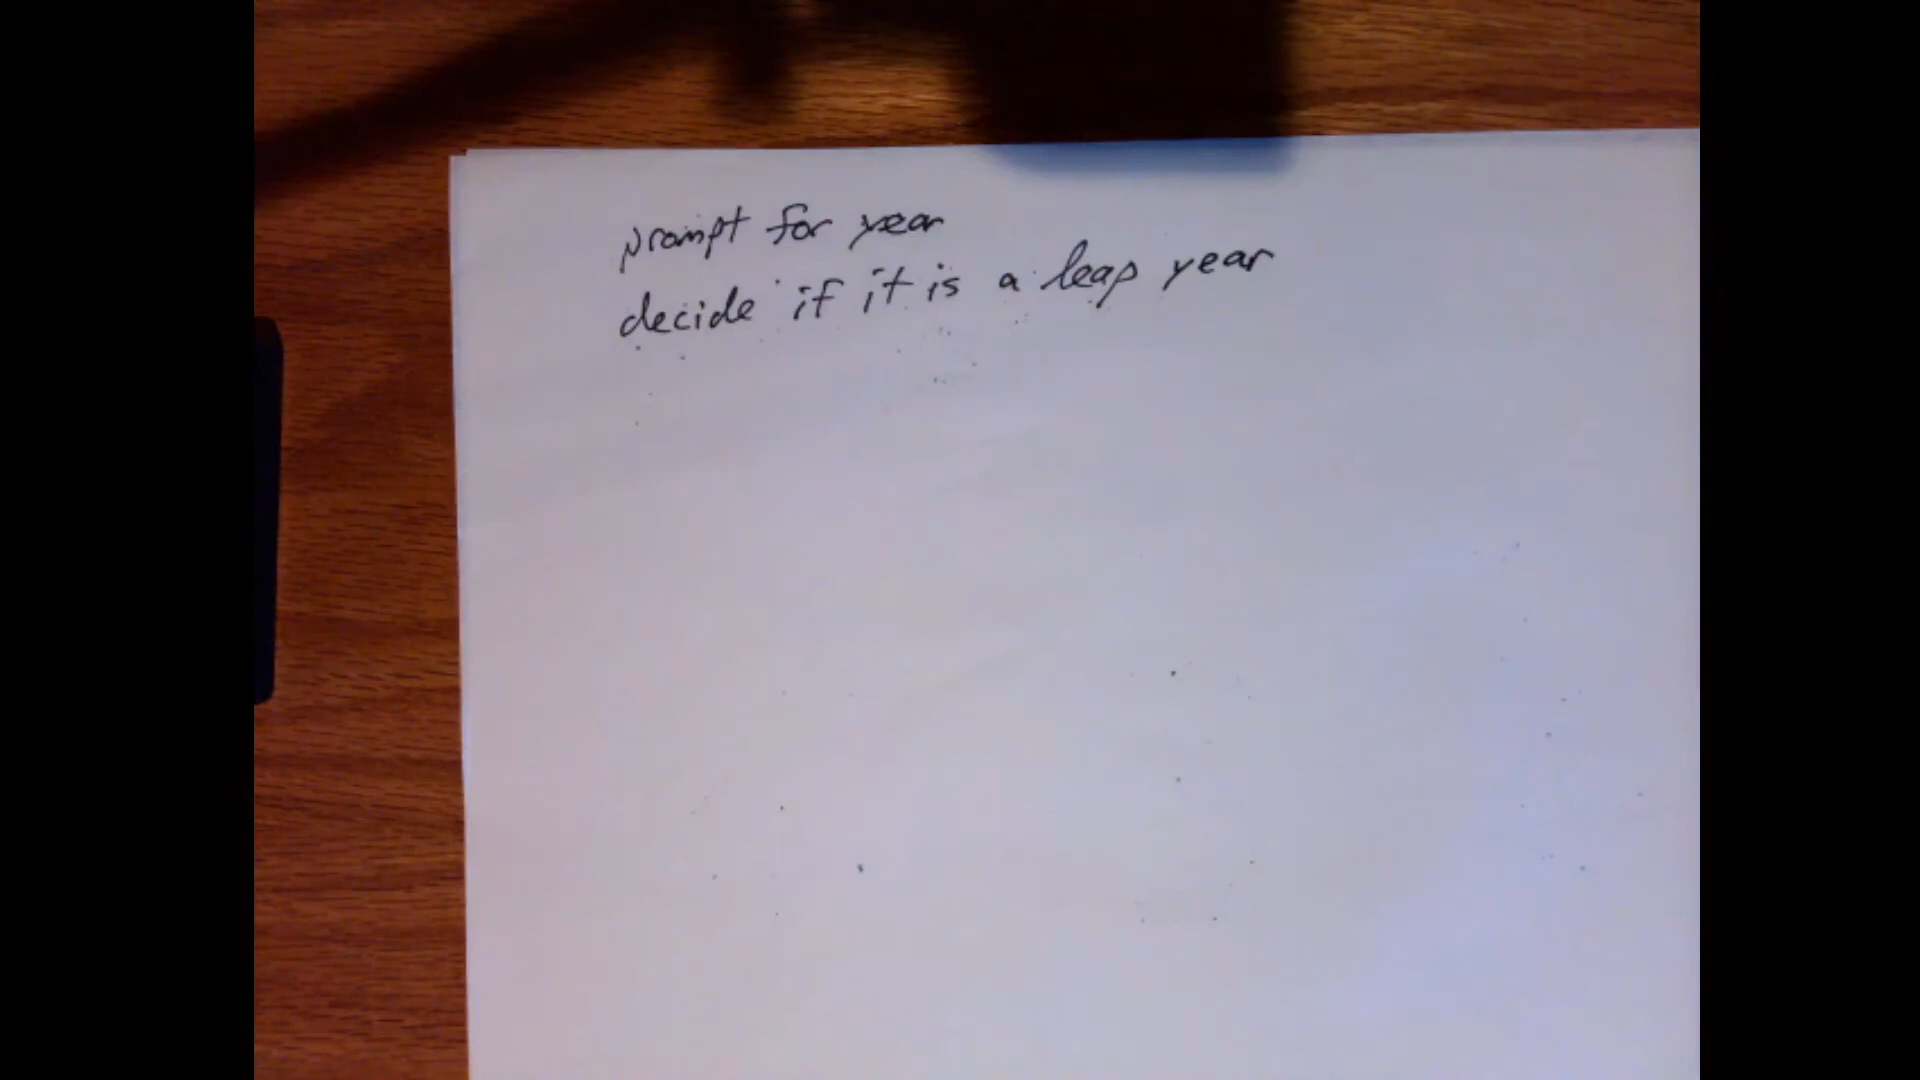 prompt for year
decide if it is a leap year